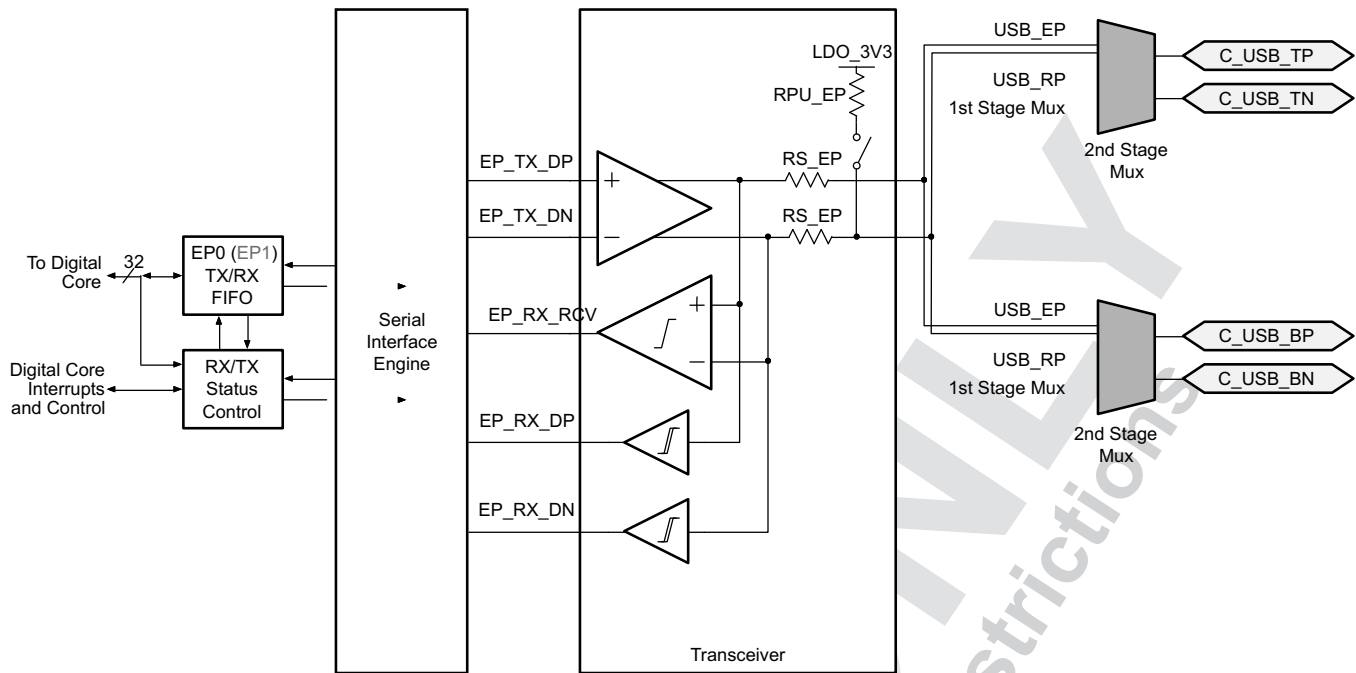 USB_EP
C_USB_TP
LDO_3V3
RPU_EP
USB_RP
1st Stage Mux
C_USB_TN
2nd Stage
Mux
EP_TX_DP
RS_EP
+
EP_TX_DN
RS_EP
−
32
To Digital
Core
EP0 (EP1)
TX/RX
FIFO
Serial
Interface
Engine
EP_RX_RCV
+
−
USB_EP
C_USB_BP
USB_RP
1st Stage Mux
C_USB_BN
2nd Stage
Mux
Digital Core
Interrupts
and Control
RX/TX
Status
Control
EP_RX_DP
EP_RX_DN
Transceiver
NLY
strictions